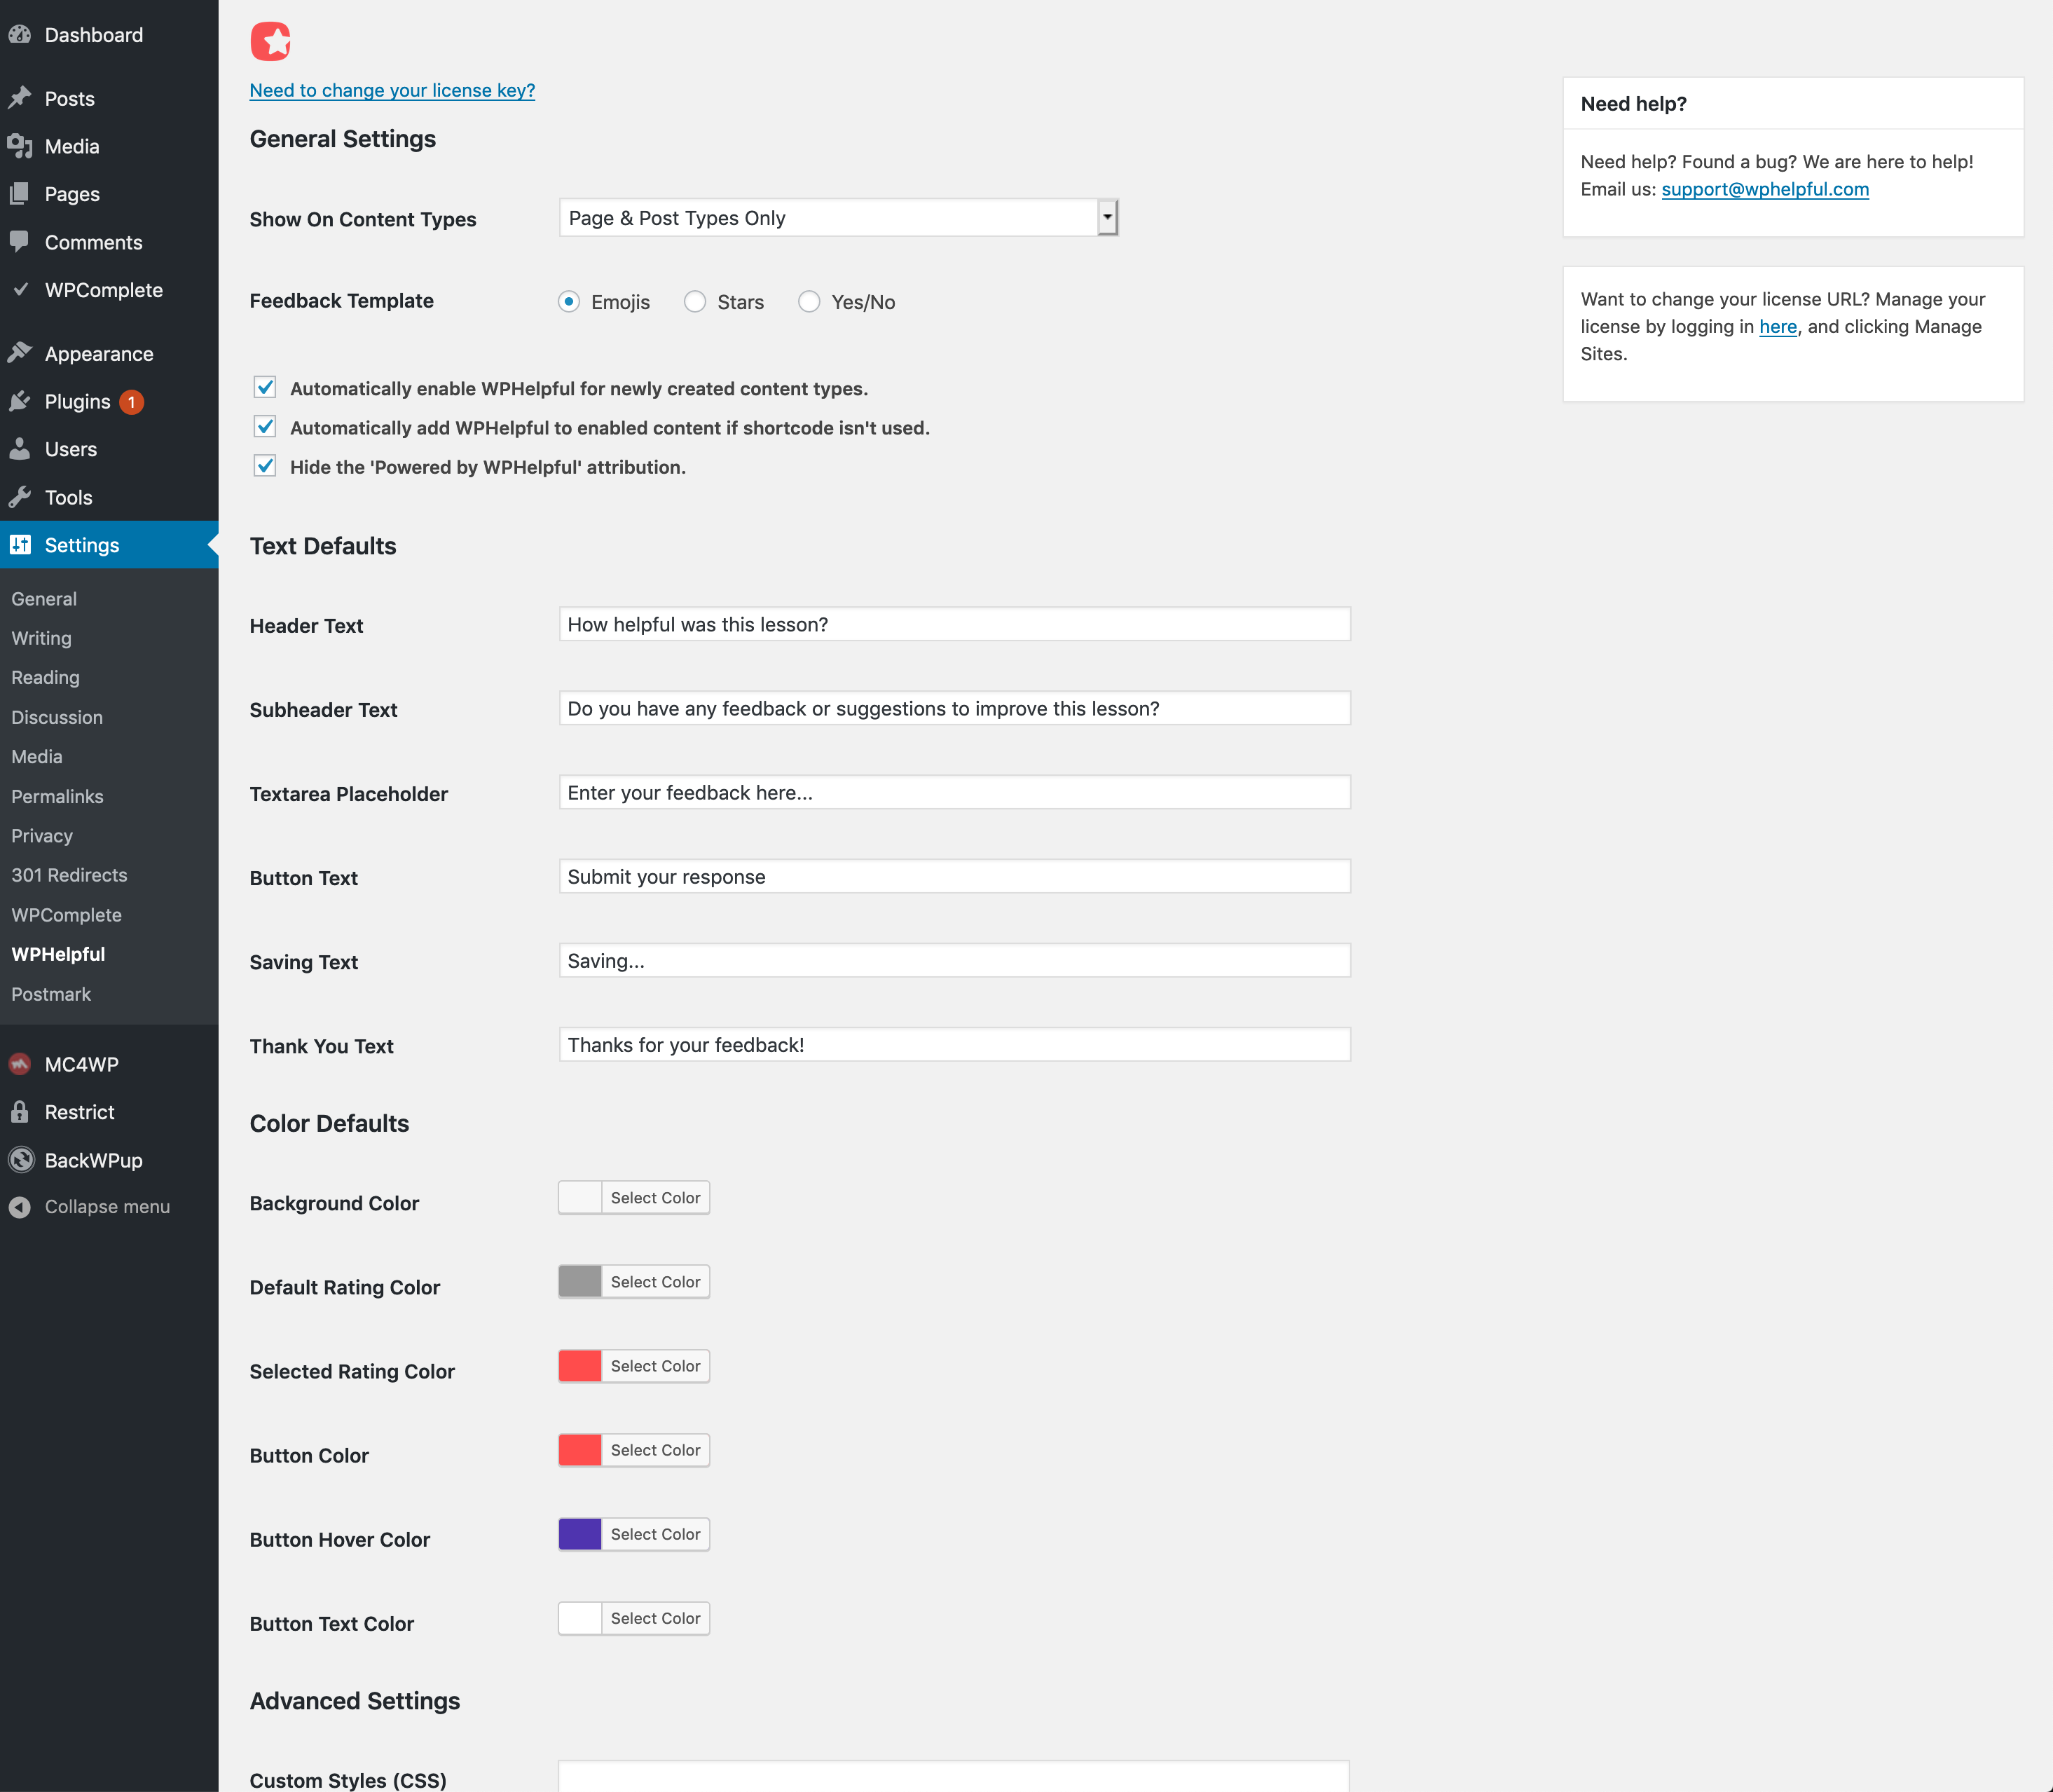 Dashboard
Posts
Media
Pages
Comments
WPComplete
Appearance
Plugins 1
Users
Tools
Settings
General
Writing
Reading
Discussion
Media
Permalinks
Privacy
301 Redirects
WPComplete
WPHelpful
Postmark
MC4WP
Restrict
BackWPup
Collapse menu
Need to change your license key?
General Settings
Show On Content Types
Page & Post Types Only
Feedback Template
Emojis Stars Yes/No
Automatically enable WPHelpful for newly created content types.
Automatically add WPHelpful to enabled content if shortcode isn't used.
Hide the 'Powered by WPHelpful' attribution.
Text Defaults
Header Text
How helpful was this lesson?
Subheader Text
Do you have any feedback or suggestions to improve this lesson?
Textarea Placeholder
Enter your feedback here...
Button Text
Submit your response
Saving Text
Saving...
Thank You Text
Thanks for your feedback!
Color Defaults
Background Color
Select Color
Default Rating Color
Select Color
Selected Rating Color
Select Color
Button Color
Select Color
Button Hover Color
Select Color
Button Text Color
Select Color
Advanced Settings
Custom Styles (CSS)
Need help?
Need help? Found a bug? We are here to help!
Email us: support@wphelpful.com
Want to change your license URL? Manage your
license by logging in here, and clicking Manage
Sites.